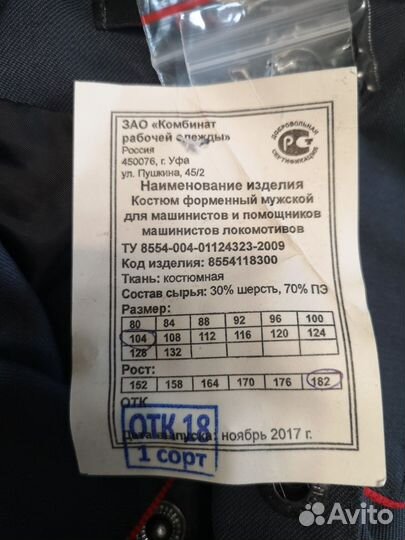 ЗАО «Комбинат
рабочей одежды»
Россия
450076, г. Уфа
ул. Пушкина, 45/2
ДОБРОВОЛЬНАЯ
СЕРТИФИКАЦИЯ
Наименование изделия
Костюм форменный мужской
для машинистов и помощников
машинистов локомотивов
ТУ 8554-004-01124323-2009
Код изделия: 8554118300
Ткань: костюмная
Состав сырья: 30% шерсть, 70% ПЭ
Размер:
80 84 88 92 96 100
104 108 112 116 120 124
128 132
Рост:
152 158 164 170 176 182
ОТК
ОТК 18
Дата выпуска: ноябрь 2017 г.
1 сорт
Avito